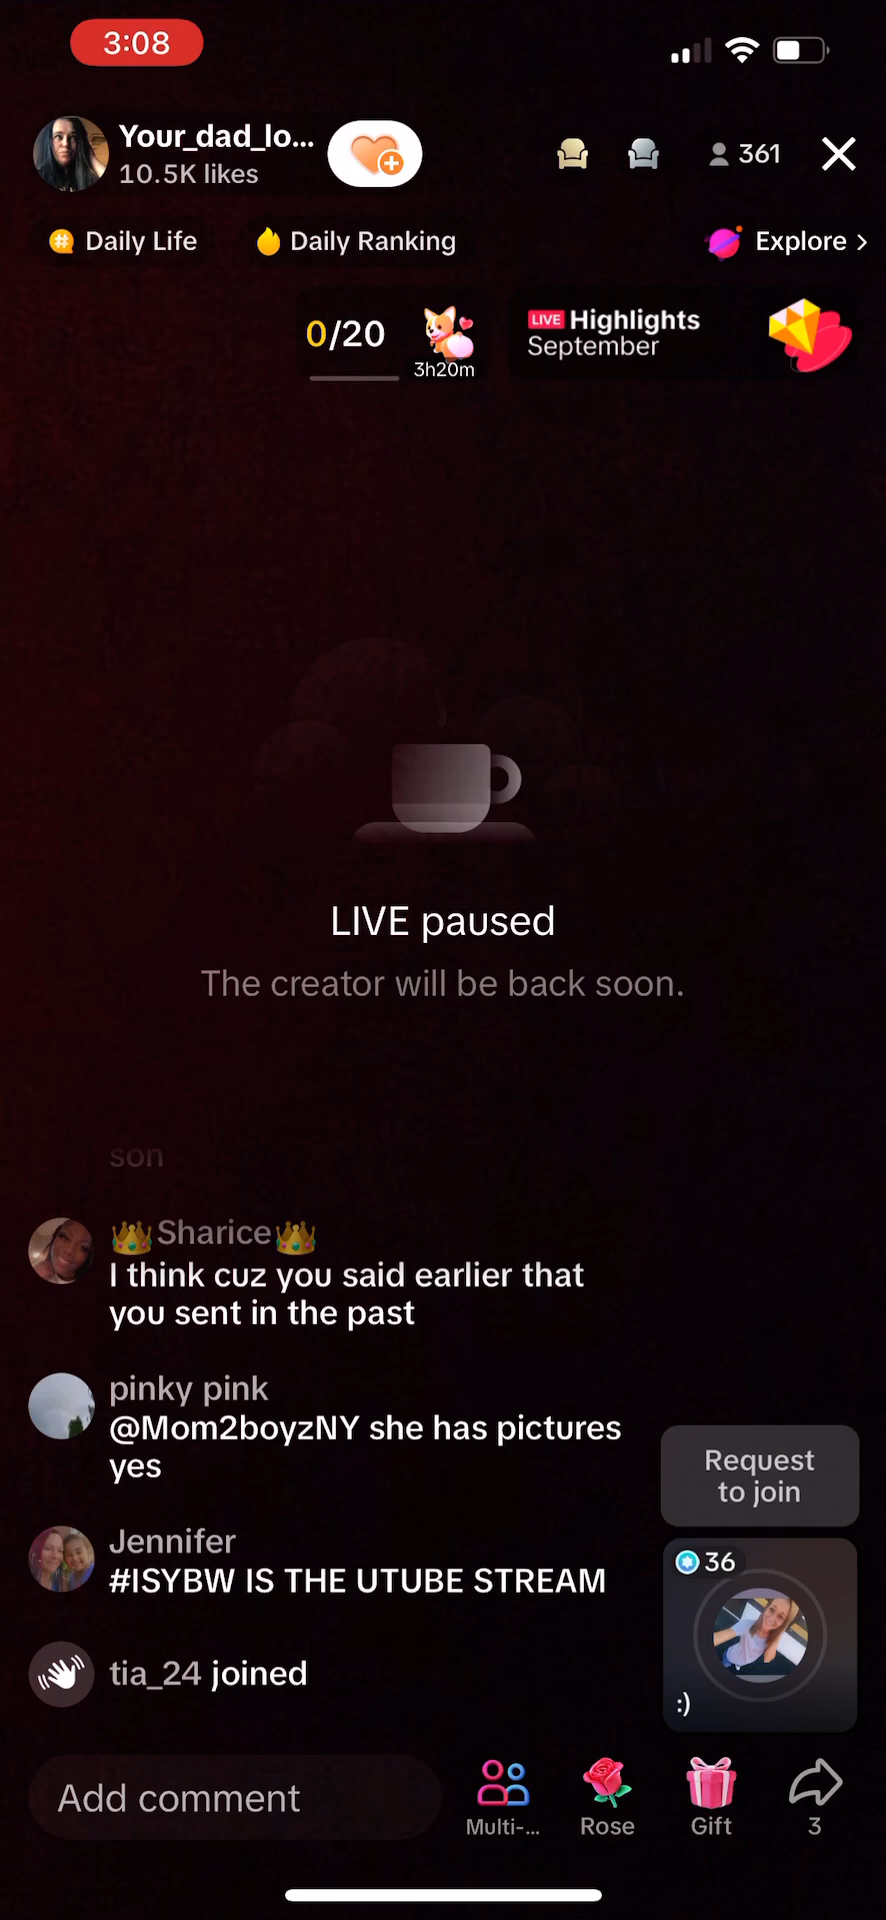 3:08
Your_dad_lo...
10.5K likes
361
Daily Life
Daily Ranking
Explore >
0/20
3h20m
LIVE Highlights
September
LIVE paused
The creator will be back soon.
son
👑Sharice👑
I think cuz you said earlier that
you sent in the past
pinky pink
@Mom2boyzNY she has pictures
yes
Jennifer
#ISYBW IS THE UTUBE STREAM
tia_24 joined
Request
to join
36
:)
Add comment
Multi-...
Rose
Gift
3